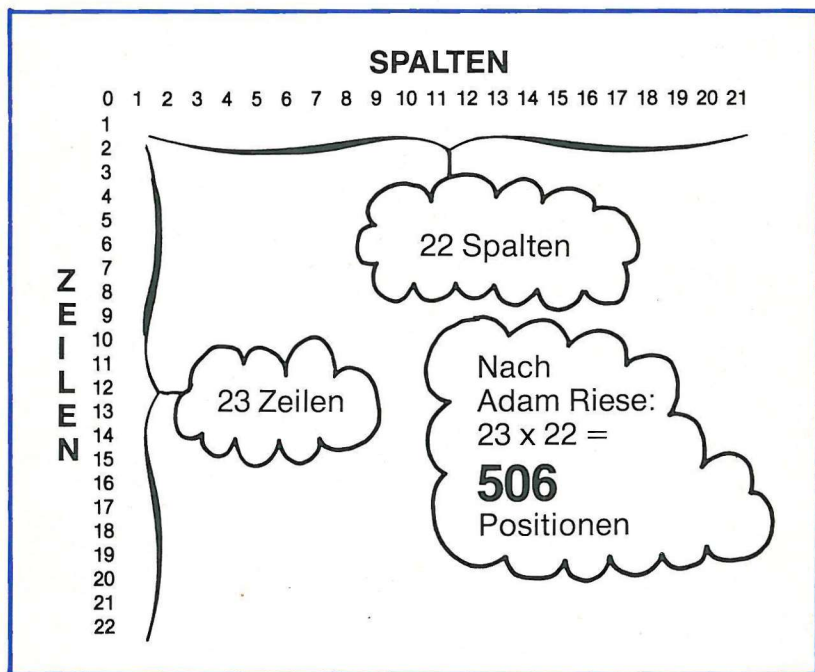 SPALTEN
0 1 2 3 4 5 6 7 8 9 10 11 12 13 14 15 16 17 18 19 20 21
1
2
3
4
5
6
7
8
9
10
11
12
13
14
15
16
17
18
19
20
21
22
ZEILEN
22 Spalten
23 Zeilen
Nach
Adam Riese:
23 x 22 =
506
Positionen